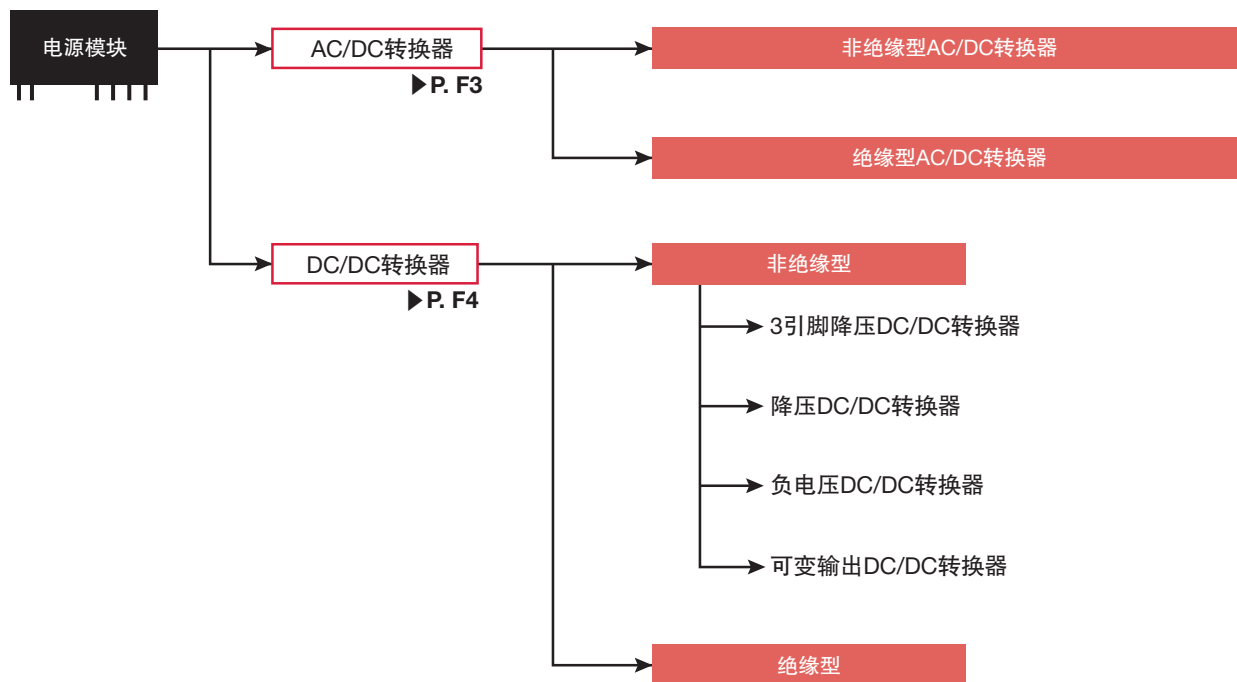 电源模块
AC/DC转换器
▶P. F3
非绝缘型AC/DC转换器
绝缘型AC/DC转换器
DC/DC转换器
▶P. F4
非绝缘型
3引脚降压DC/DC转换器
降压DC/DC转换器
负电压DC/DC转换器
可变输出DC/DC转换器
绝缘型